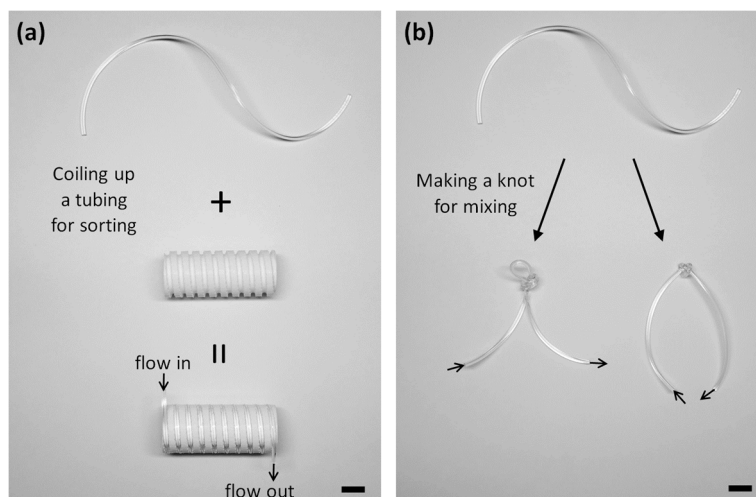 (a)
Coiling up
a tubing
for sorting
+
=
flow in
flow out
(b)
Making a knot
for mixing